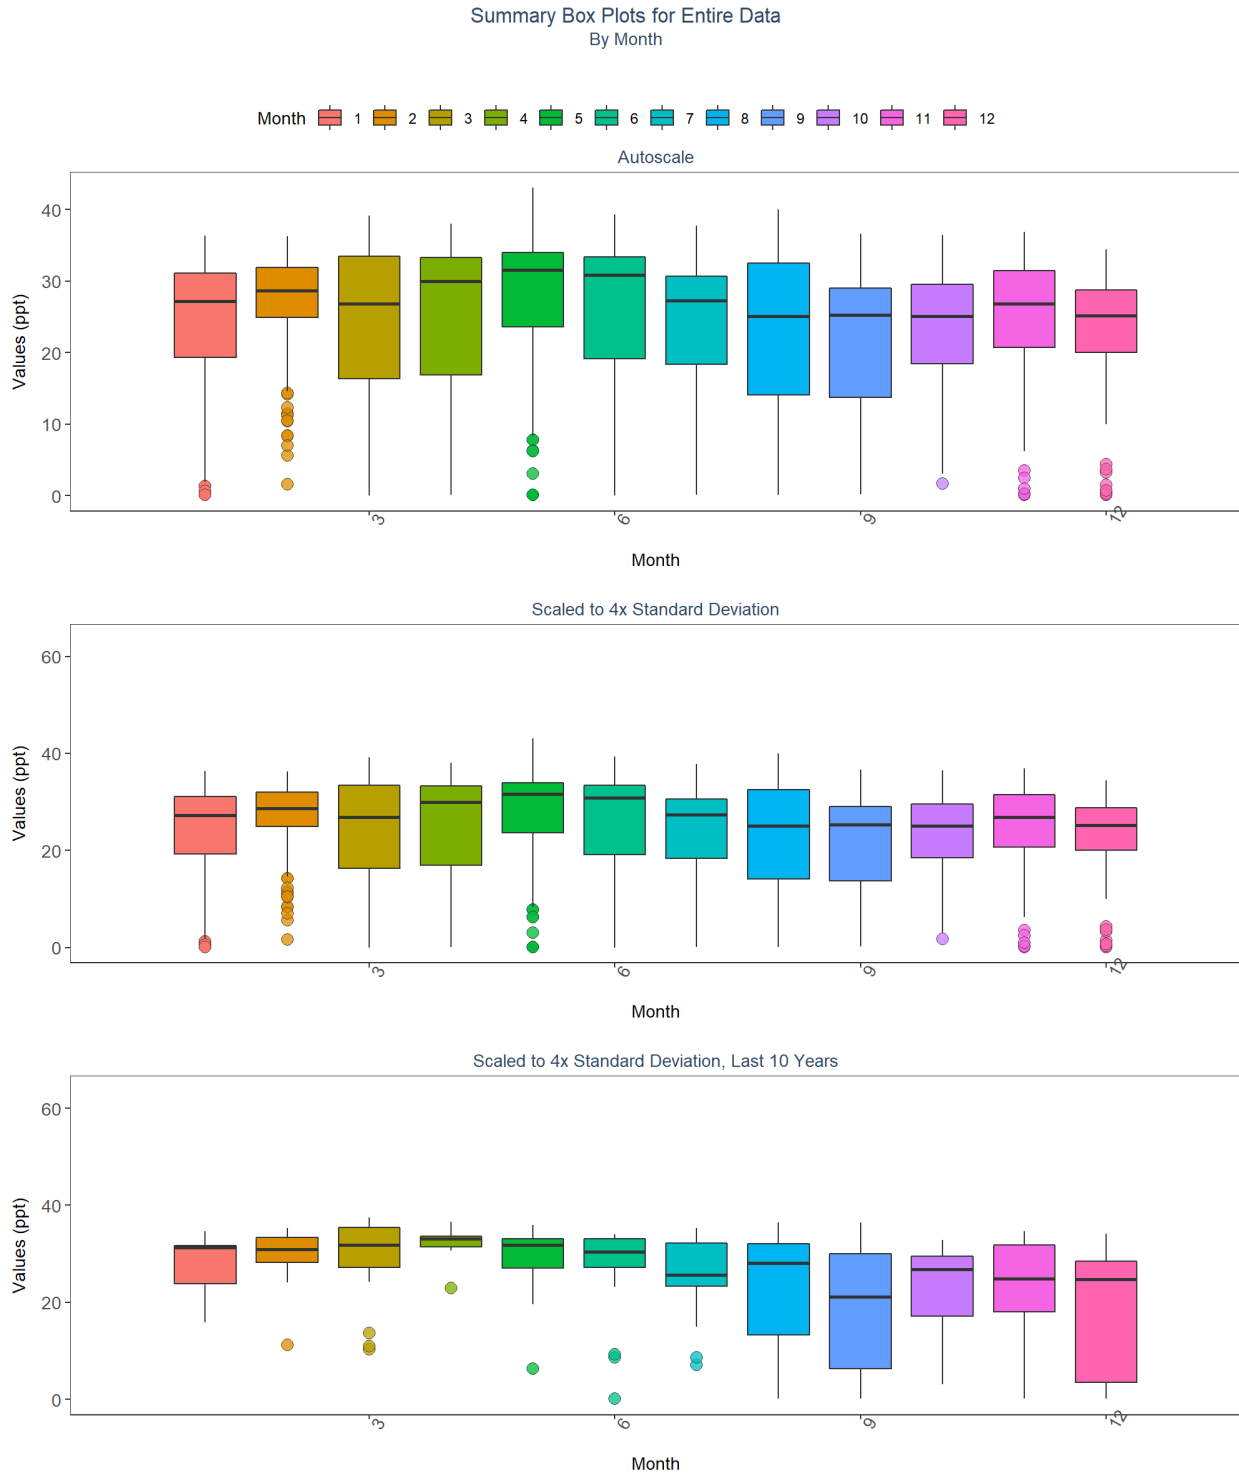 Summary Box Plots for Entire Data
By Month
Month 1 2 3 4 5 6 7 8 9 10 11 12
Autoscale
Values (ppt)
40
30
20
10
0
3 6 9 12
Month
Scaled to 4x Standard Deviation
Values (ppt)
60
40
20
0
3 6 9 12
Month
Scaled to 4x Standard Deviation, Last 10 Years
Values (ppt)
60
40
20
0
3 6 9 12
Month